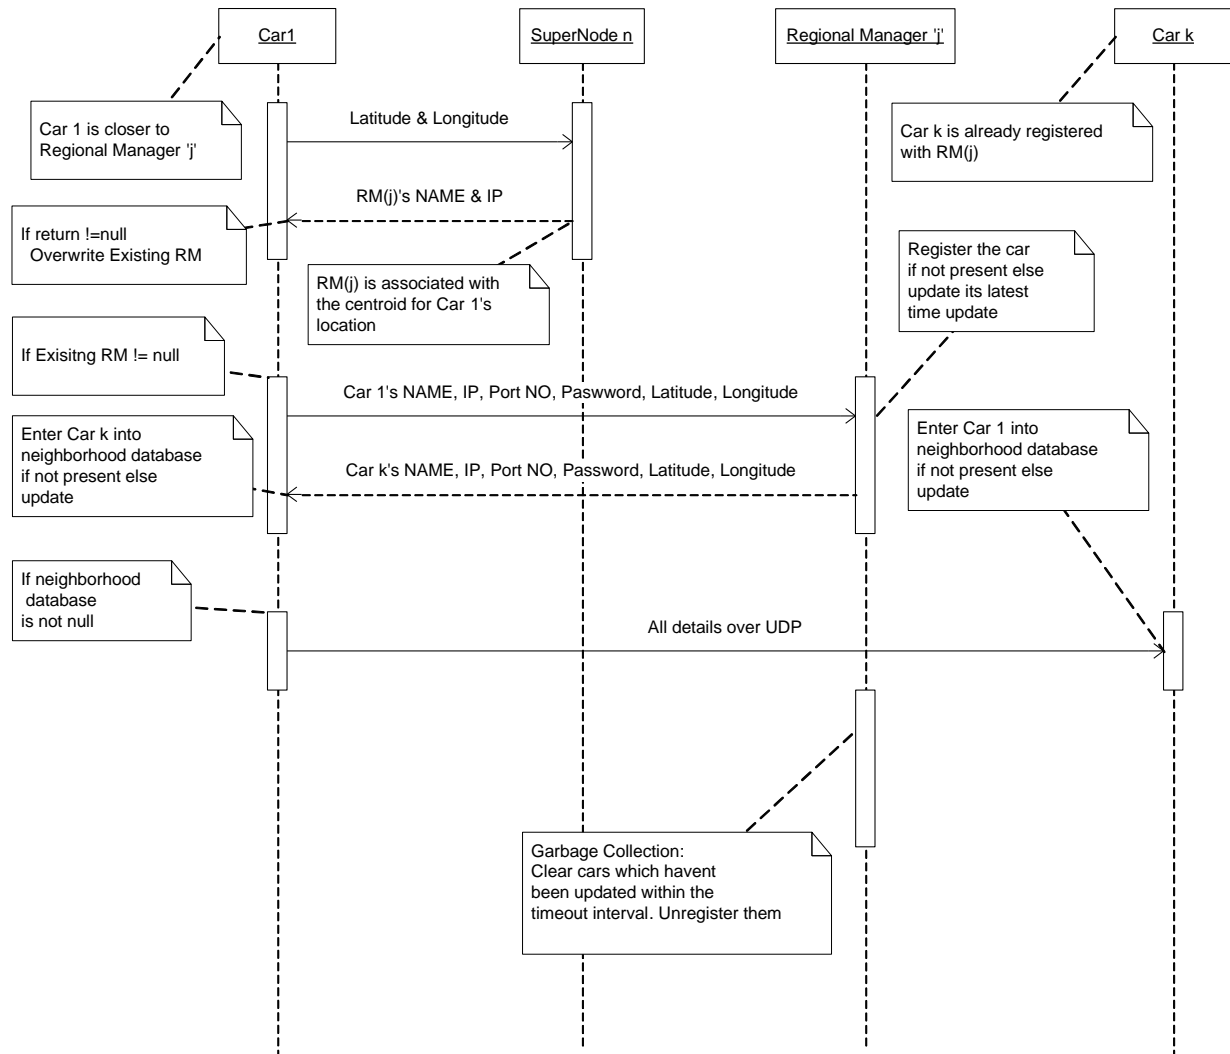 Car1
SuperNode n
Regional Manager 'j'
Car k
Car 1 is closer to
Regional Manager 'j'
Latitude & Longitude
Car k is already registered
with RM(j)
RM(j)'s NAME & IP
If return !=null
Overwrite Existing RM
RM(j) is associated with
the centroid for Car 1's
location
Register the car
if not present else
update its latest
time update
If Exisitng RM != null
Car 1's NAME, IP, Port NO, Paswword, Latitude, Longitude
Enter Car k into
neighborhood database
if not present else
update
Car k's NAME, IP, Port NO, Password, Latitude, Longitude
Enter Car 1 into
neighborhood database
if not present else
update
If neighborhood
database
is not null
All details over UDP
Garbage Collection:
Clear cars which havent
been updated within the
timeout interval. Unregister them